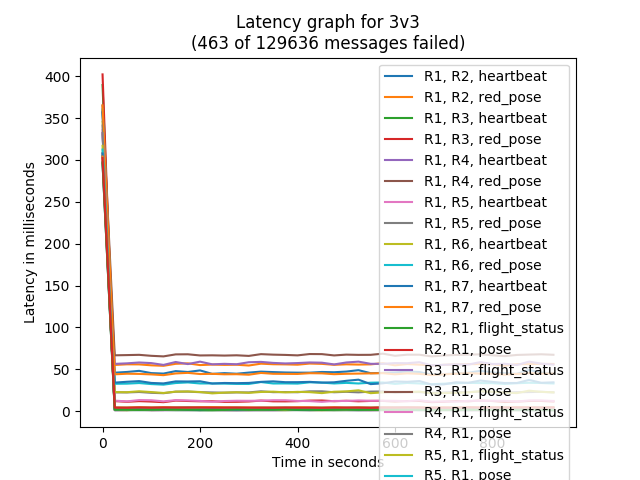 Latency graph for 3v3
(463 of 129636 messages failed)
400
350
300
250
200
150
100
50
0
Latency in milliseconds
0
200
400
600
800
Time in seconds
R1, R2, heartbeat
R1, R2, red_pose
R1, R3, heartbeat
R1, R3, red_pose
R1, R4, heartbeat
R1, R4, red_pose
R1, R5, heartbeat
R1, R5, red_pose
R1, R6, heartbeat
R1, R6, red_pose
R1, R7, heartbeat
R1, R7, red_pose
R2, R1, flight_status
R2, R1, pose
R3, R1, flight_status
R3, R1, pose
R4, R1, flight_status
R4, R1, pose
R5, R1, flight_status
R5, R1, pose